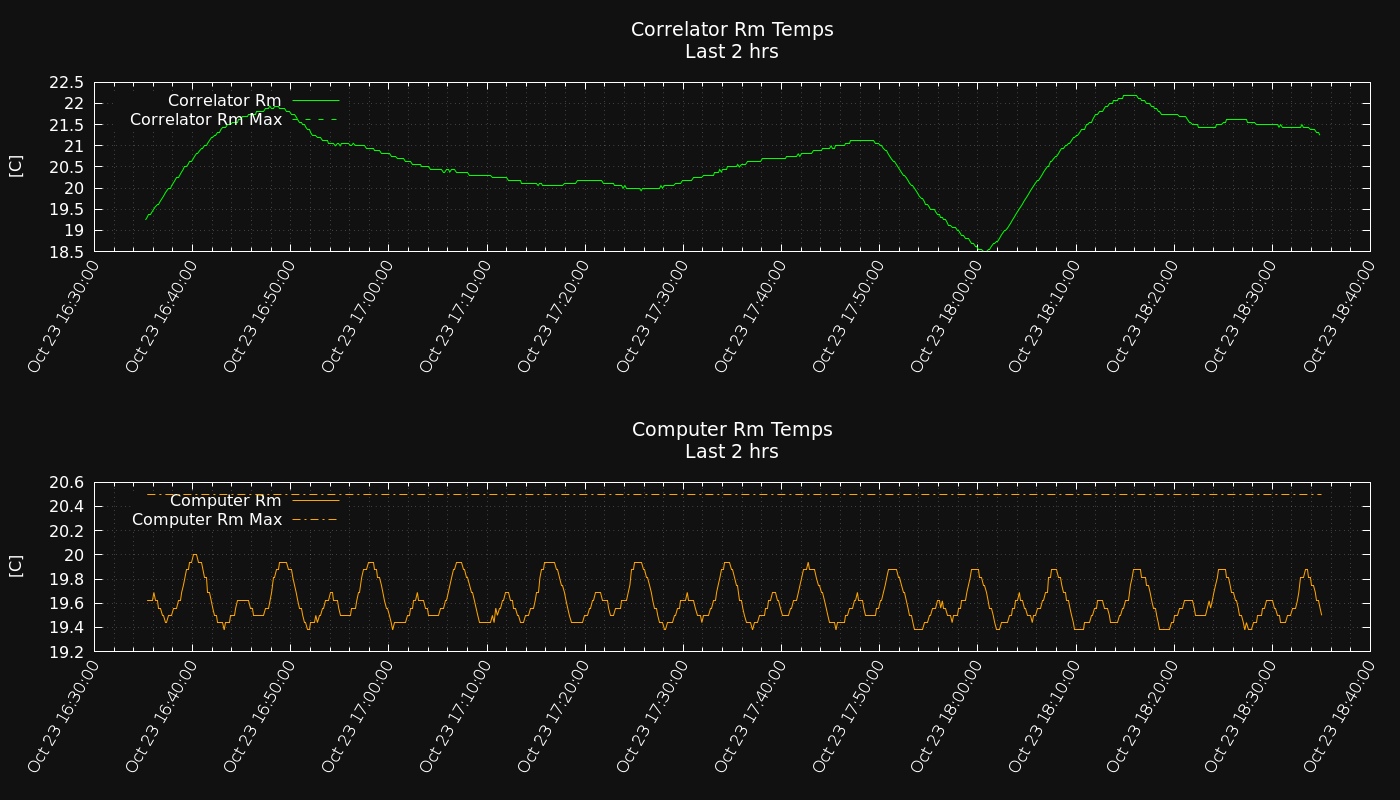 Correlator Rm Temps
Last 2 hrs
22.5
22
21.5
21
20.5
20
19.5
19
18.5
[C]
Correlator Rm
Correlator Rm Max
Oct 23 16:30:00
Oct 23 16:40:00
Oct 23 16:50:00
Oct 23 17:00:00
Oct 23 17:10:00
Oct 23 17:20:00
Oct 23 17:30:00
Oct 23 17:40:00
Oct 23 17:50:00
Oct 23 18:00:00
Oct 23 18:10:00
Oct 23 18:20:00
Oct 23 18:30:00
Oct 23 18:40:00
Computer Rm Temps
Last 2 hrs
20.6
20.4
20.2
20
19.8
19.6
19.4
19.2
[C]
Computer Rm
Computer Rm Max
Oct 23 16:30:00
Oct 23 16:40:00
Oct 23 16:50:00
Oct 23 17:00:00
Oct 23 17:10:00
Oct 23 17:20:00
Oct 23 17:30:00
Oct 23 17:40:00
Oct 23 17:50:00
Oct 23 18:00:00
Oct 23 18:10:00
Oct 23 18:20:00
Oct 23 18:30:00
Oct 23 18:40:00